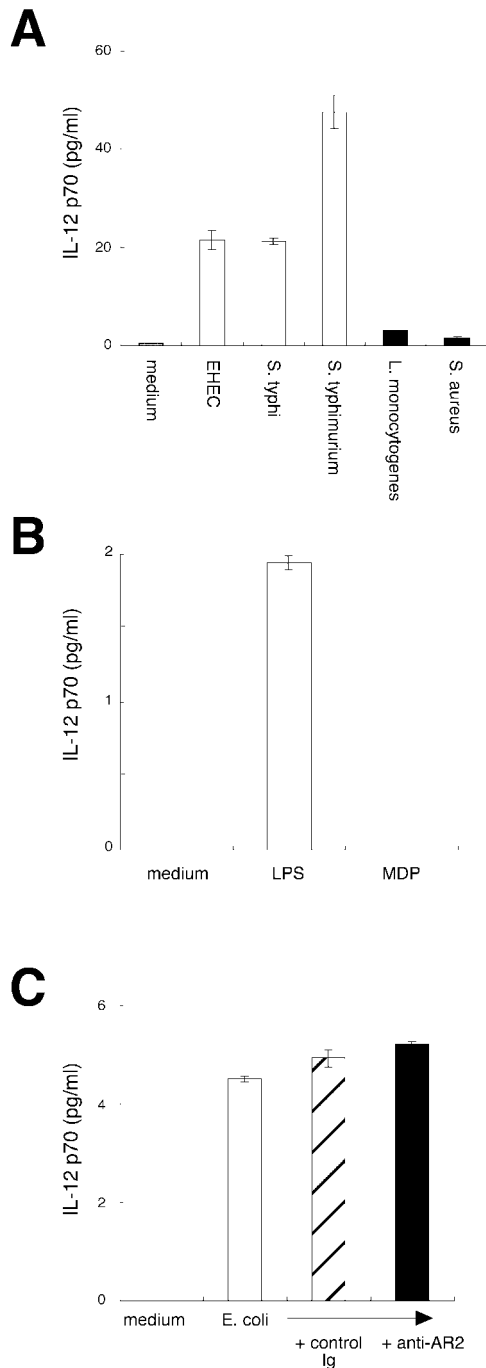 A
60
40
20
0
IL-12 p70 (pg/ml)
medium
EHEC
S. typhi
S. typhimurium
L. monocytogenes
S. aureus
B
2
1
0
IL-12 p70 (pg/ml)
medium LPS MDP
C
6
4
2
0
IL-12 p70 (pg/ml)
medium E. coli
+ control + anti-AR2
Ig